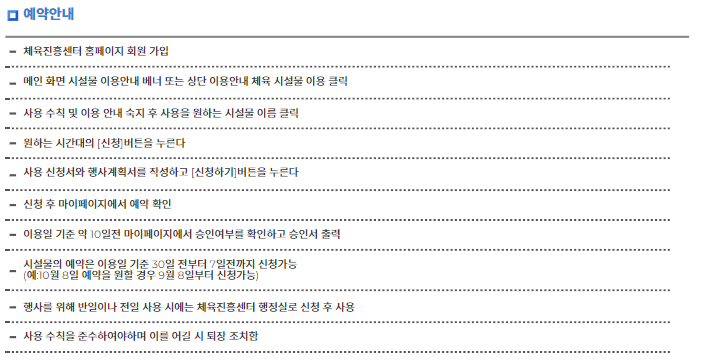 예약안내
체육진흥센터 홈페이지 회원 가입
메인 화면 시설물 이용안내 베너 또는 상단 이용안내 체육 시설물 이용 클릭
사용 수칙 및 이용 안내 숙지 후 사용을 원하는 시설물 이름 클릭
원하는 시간대의 [신청]버튼을 누른다
사용 신청서와 행사계획서를 작성하고 [신청하기]버튼을 누른다
신청 후 마이페이지에서 예약 확인
이용일 기준 약 10일전 마이페이지에서 승인여부를 확인하고 승인서 출력
시설물의 예약은 이용일 기준 30일 전부터 7일전까지 신청가능
(예:10월 8일 예약을 원할 경우 9월 8일부터 신청가능)
행사를 위해 반일이나 전일 사용 시에는 체육진흥센터 행정실로 신청 후 사용
사용 수칙을 준수하여야하며 이를 어길 시 퇴장 조치함